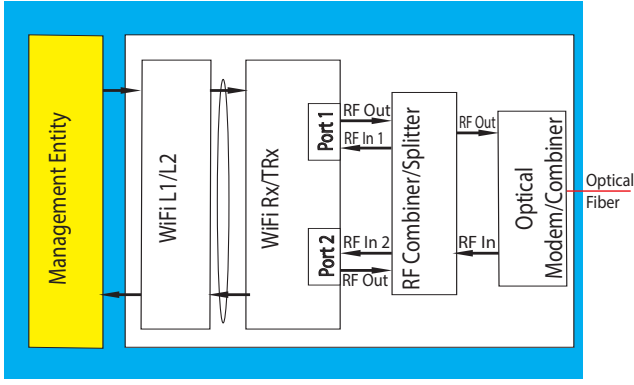 Management Entity
WiFi L1/L2
WiFi Rx/TRx
Port 1
Port 2
RF Out
RF In 1
RF In 2
RF Out
RF Combiner/Splitter
RF Out
RF In
Optical
Modem/Combiner
Optical
Fiber